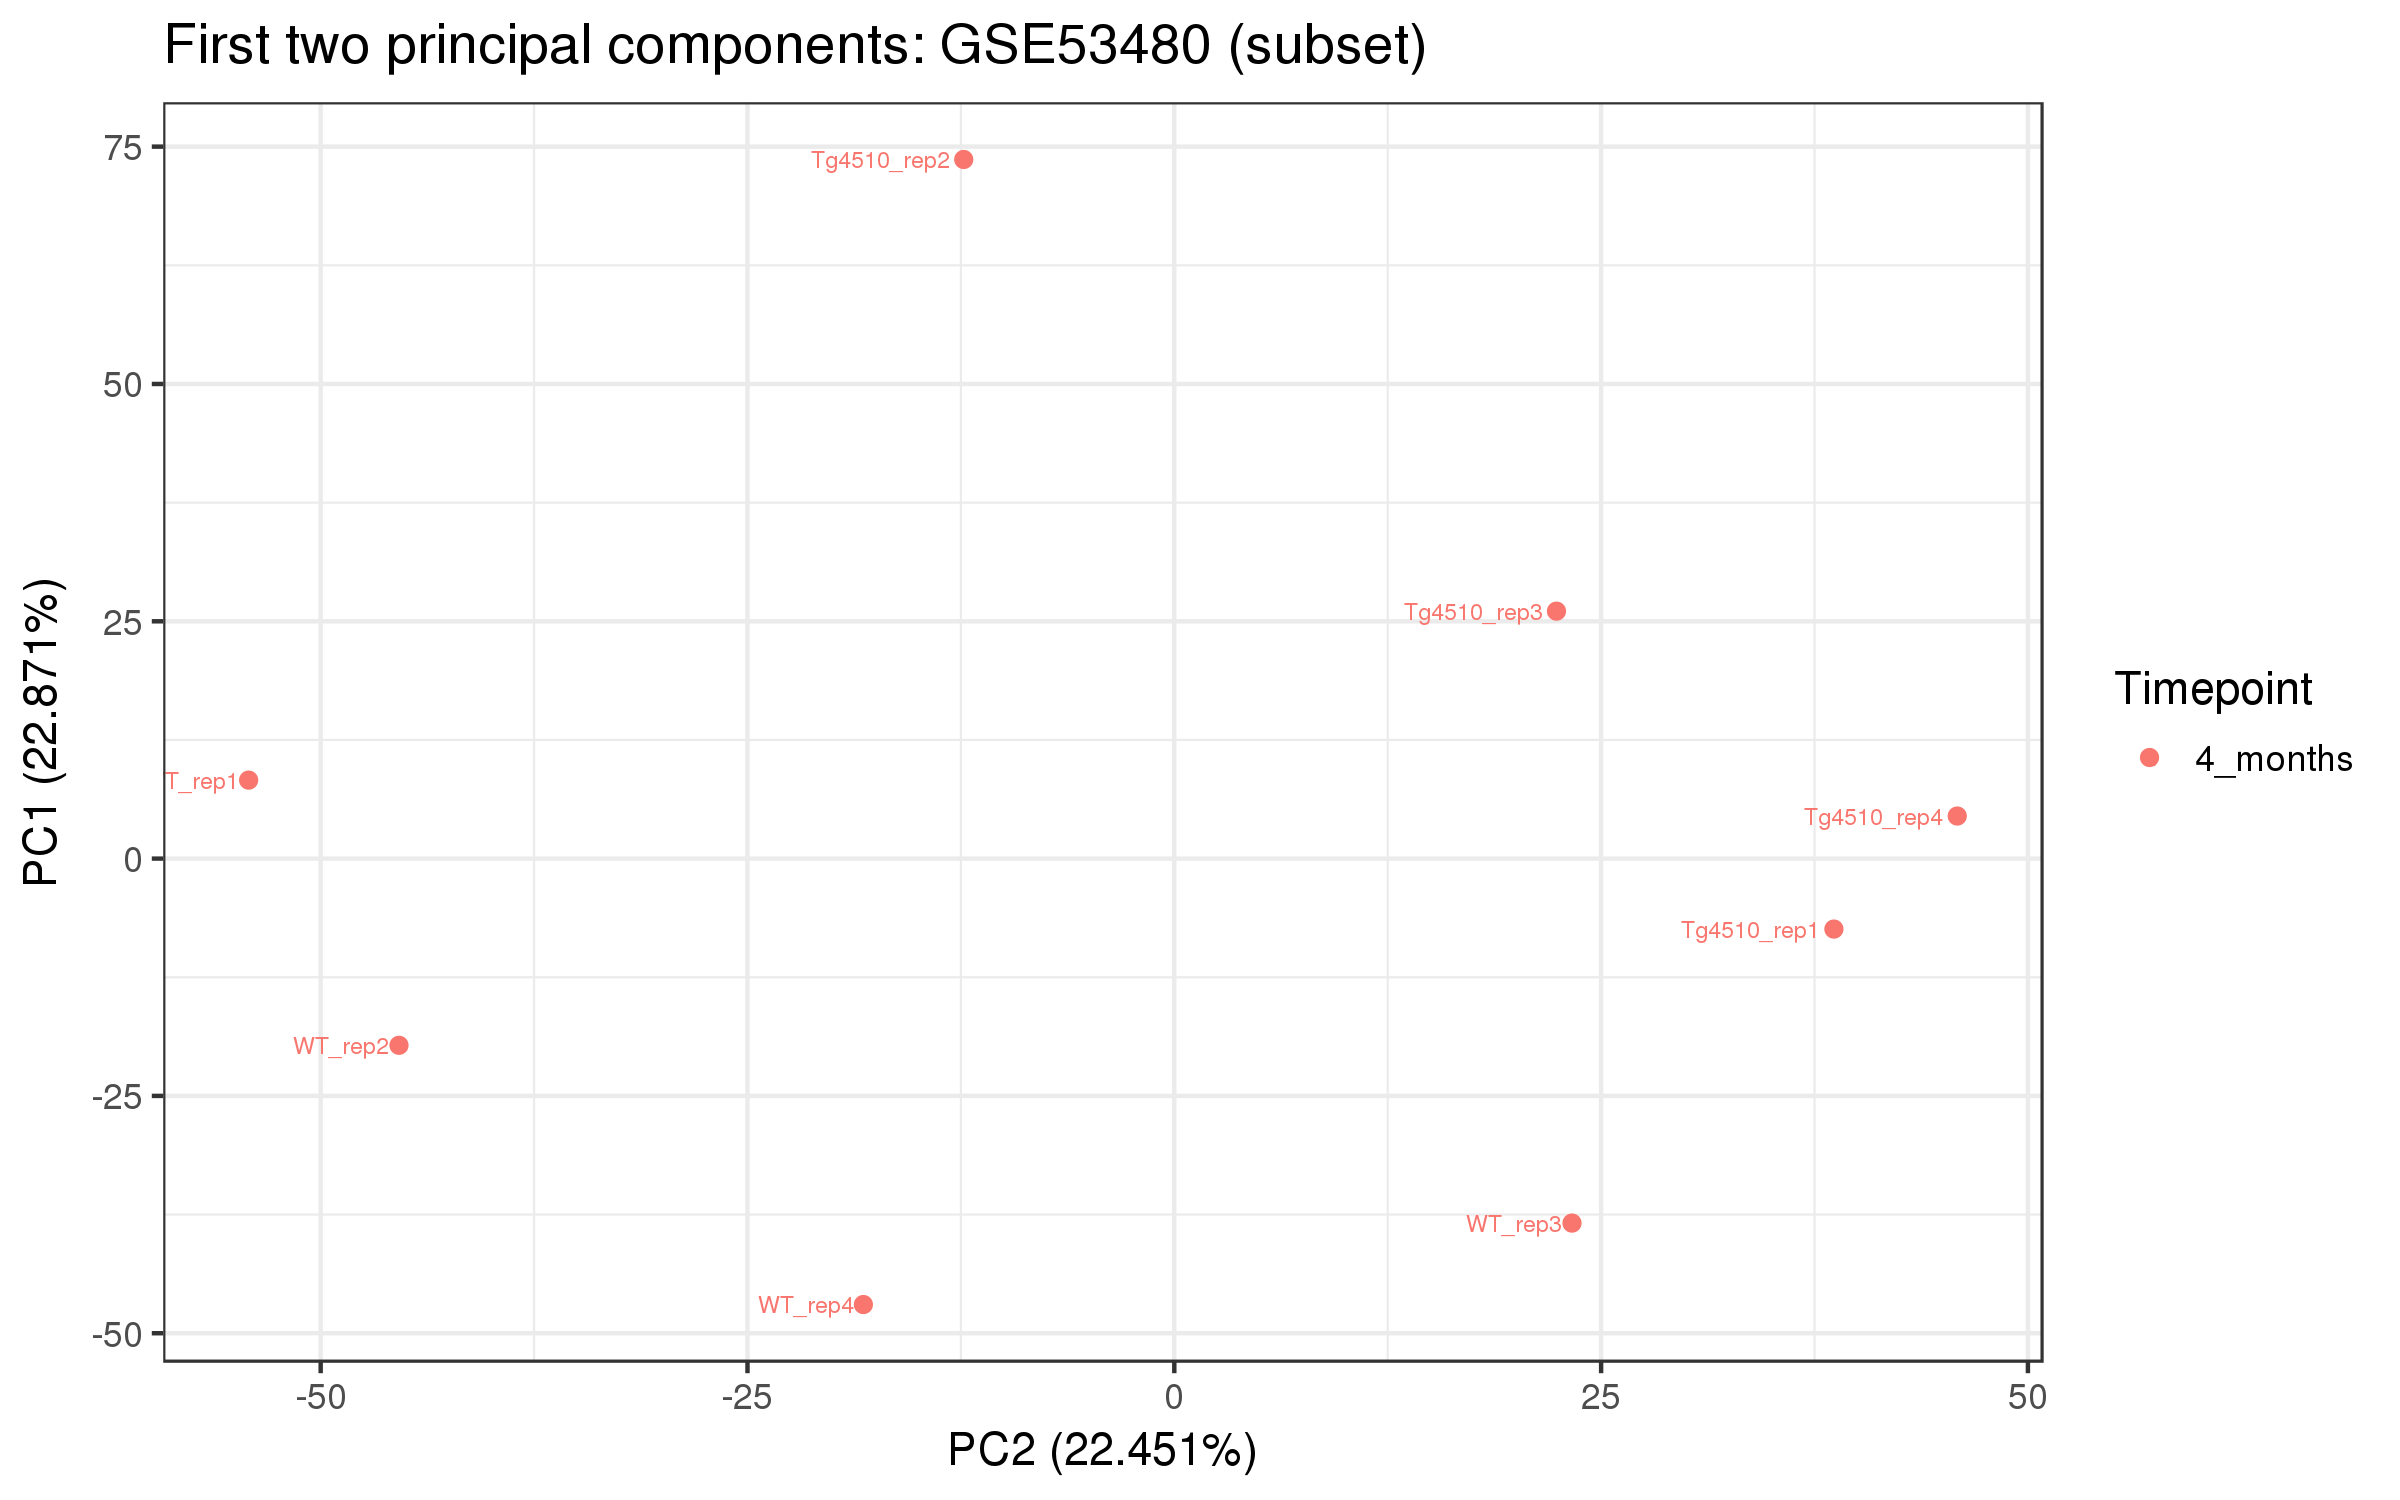 First two principal components: GSE53480 (subset)
PC1 (22.871%)
75
50
25
0
-25
-50
Tg4510_rep2
Tg4510_rep3
T_rep1
Tg4510_rep4
Tg4510_rep1
WT_rep2
WT_rep3
WT_rep4
-50
-25
0
25
50
PC2 (22.451%)
Timepoint
4_months